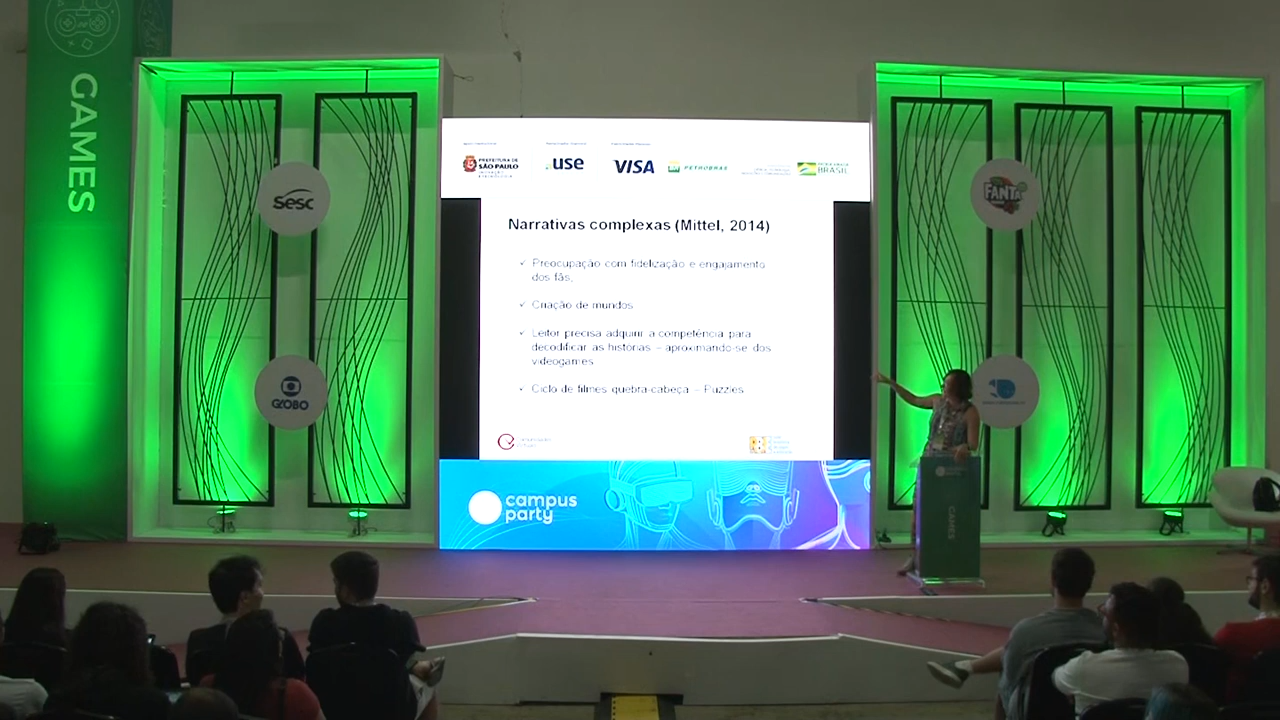 GAMES
PREFEITURA DE
SÃO PAULO
.use
VISA
PETROBRAS
BRASIL
Sesc
FANTA
GLOBO
Narrativas complexas (Mittel, 2014)
✓ Preocupação com fidelização e engajamento
dos fãs;
✓ Criação de mundos
✓ Leitor precisa adquirir a competência para
decodificar as histórias – aproximando-se dos
videogames
✓ Ciclo de filmes quebra-cabeça – Puzzles
campus
party
GAMES